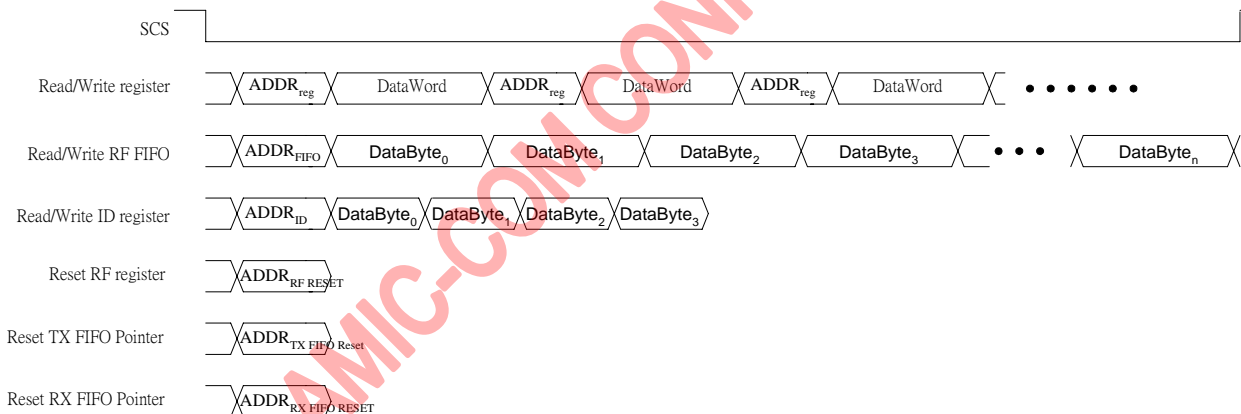 SCS
Read/Write register ADDRreg DataWord ADDRreg DataWord ADDRreg DataWord
Read/Write RF FIFO ADDRFIFO DataByte0 DataByte1 DataByte2 DataByte3 DataByten
Read/Write ID register ADDRID DataByte0 DataByte1 DataByte2 DataByte3
Reset RF register ADDRRF RESET
Reset TX FIFO Pointer ADDRTX FIFO Reset
Reset RX FIFO Pointer ADDRRX FIFO RESET
AMIC-COM CON